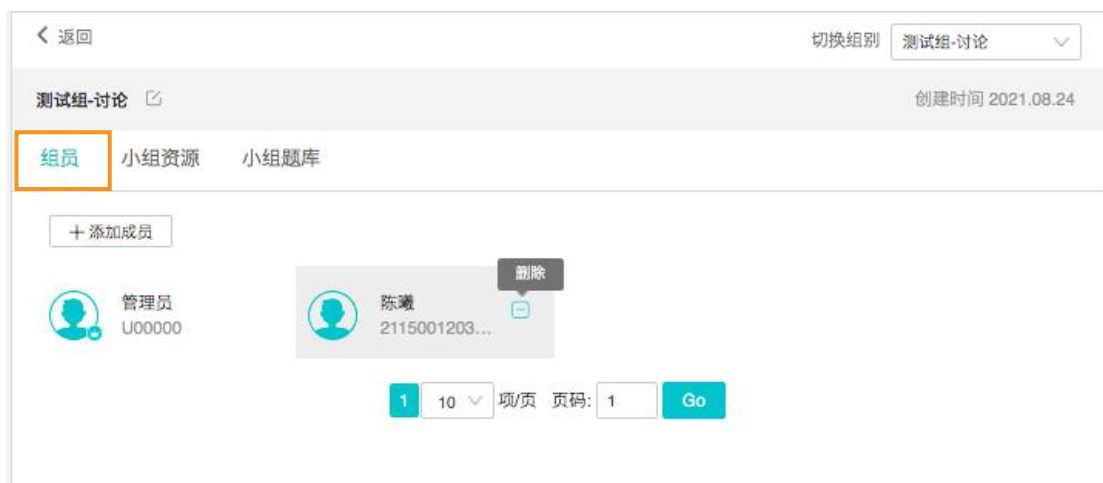 返回
切换组别 测试组-讨论
测试组-讨论
创建时间 2021.08.24
组员 小组资源 小组题库
添加成员
删除
管理员
U00000
陈曦
2115001203...
1 10 项/页 页码: 1 Go